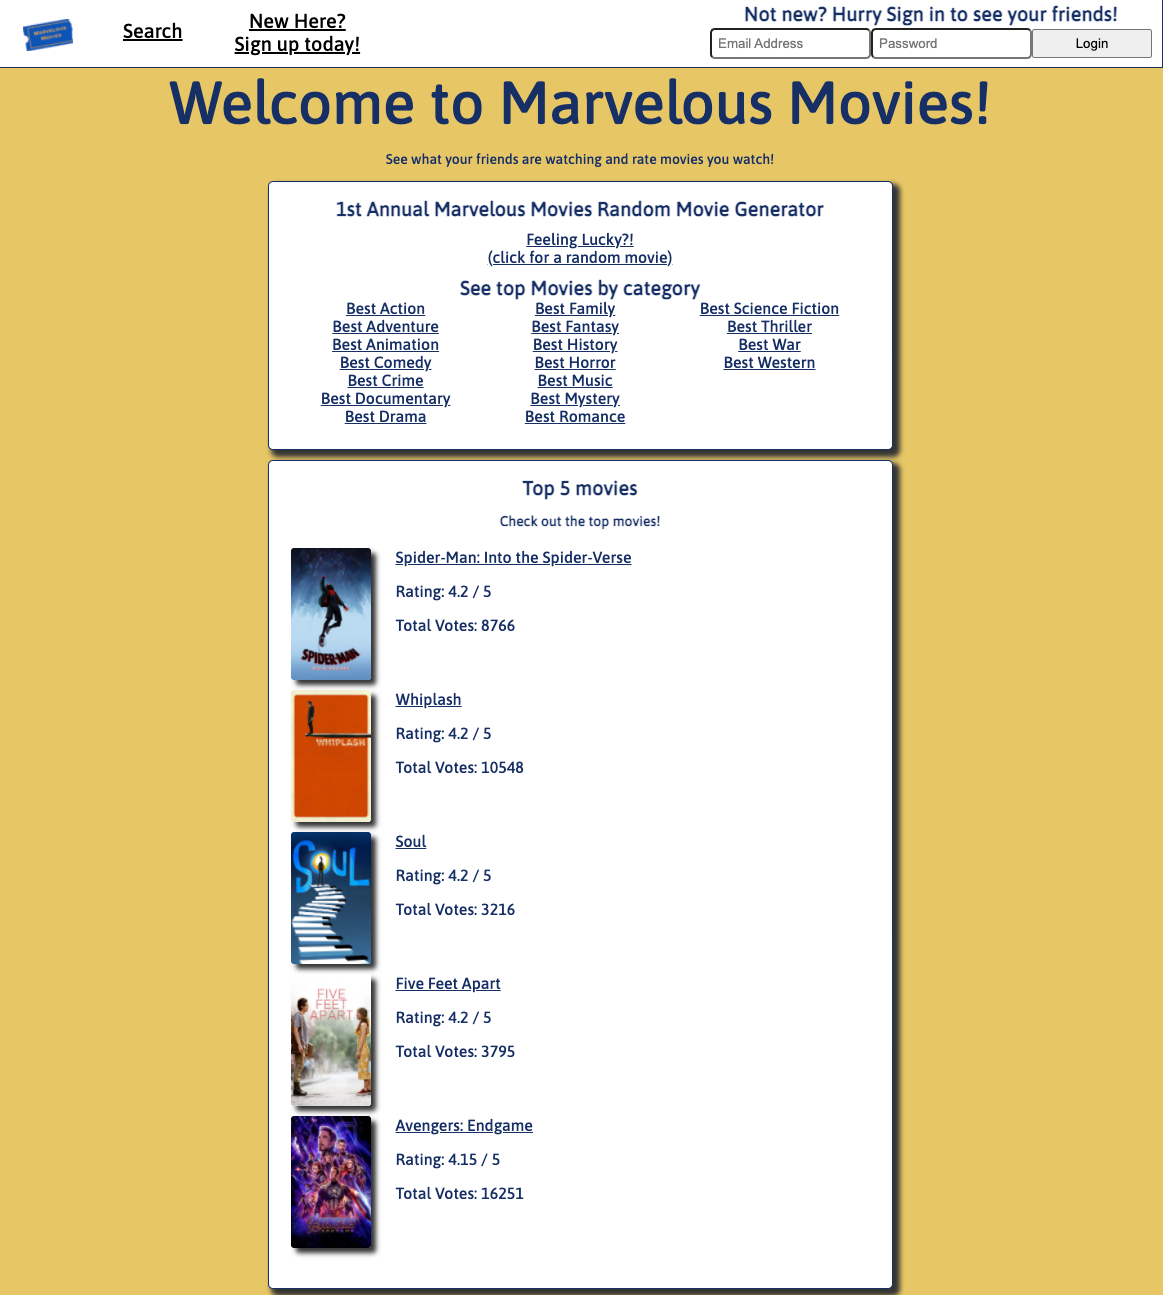 Marvelous
Movies
Search
New Here?
Sign up today!
Not new? Hurry Sign in to see your friends!
Email Address
Password
Login
Welcome to Marvelous Movies!
See what your friends are watching and rate movies you watch!
1st Annual Marvelous Movies Random Movie Generator
Feeling Lucky?!
(click for a random movie)
See top Movies by category
Best Action
Best Adventure
Best Animation
Best Comedy
Best Crime
Best Documentary
Best Drama
Best Family
Best Fantasy
Best History
Best Horror
Best Music
Best Mystery
Best Romance
Best Science Fiction
Best Thriller
Best War
Best Western
Top 5 movies
Check out the top movies!
SPIDER-MAN
Spider-Man: Into the Spider-Verse
Rating: 4.2 / 5
Total Votes: 8766
WHIPLASH
Whiplash
Rating: 4.2 / 5
Total Votes: 10548
SOUL
Soul
Rating: 4.2 / 5
Total Votes: 3216
FIVE
FEET
APART
Five Feet Apart
Rating: 4.2 / 5
Total Votes: 3795
Avengers: Endgame
Rating: 4.15 / 5
Total Votes: 16251